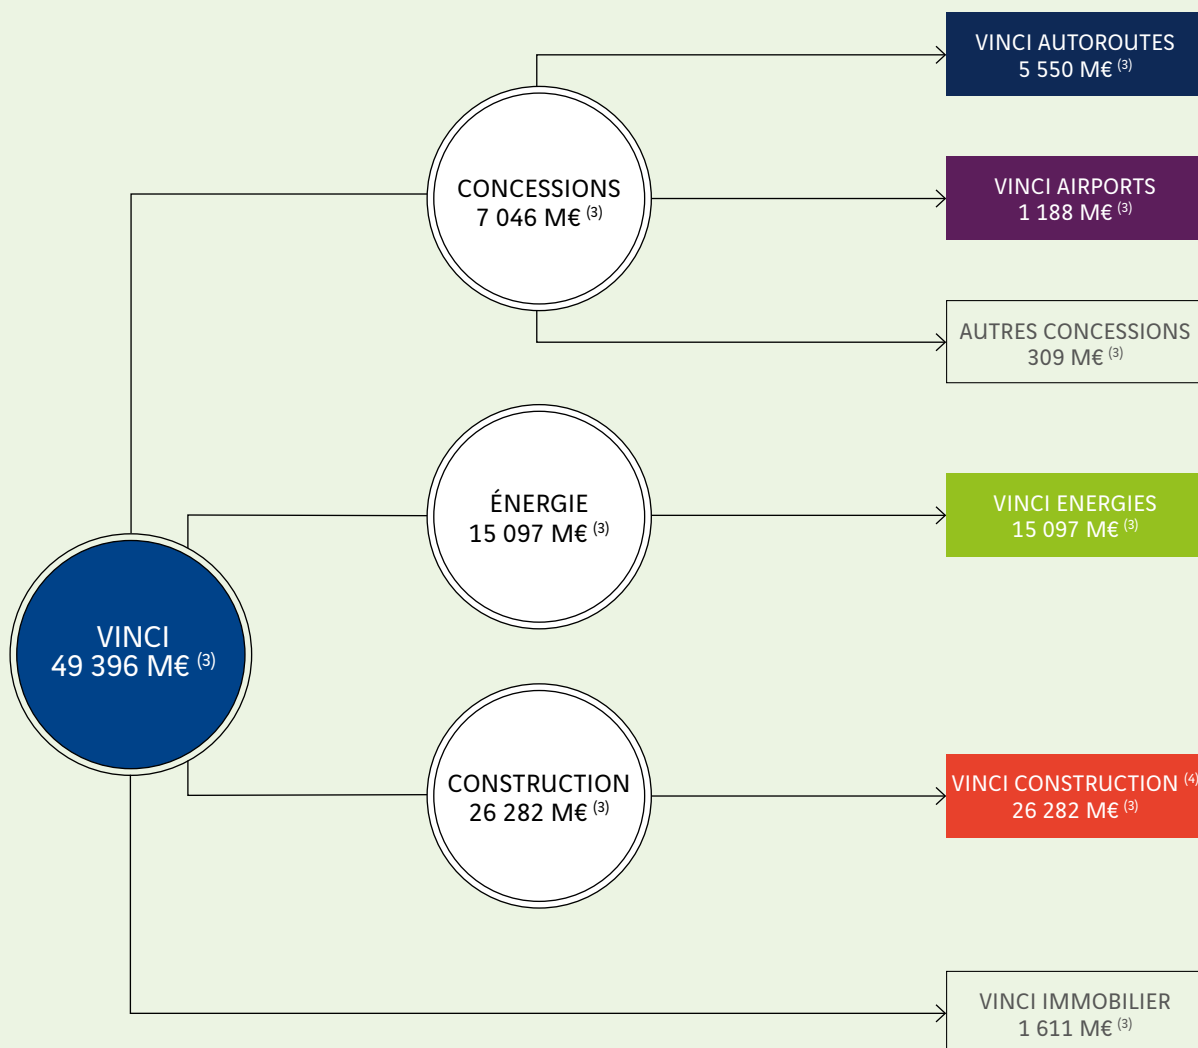 VINCI AUTOROUTES
5 550 M€ (3)
CONCESSIONS
7 046 M€ (3)
VINCI AIRPORTS
1 188 M€ (3)
AUTRES CONCESSIONS
309 M€ (3)
ÉNERGIE
15 097 M€ (3)
VINCI ENERGIES
15 097 M€ (3)
VINCI
49 396 M€ (3)
CONSTRUCTION
26 282 M€ (3)
VINCI CONSTRUCTION (4)
26 282 M€ (3)
VINCI IMMOBILIER
1 611 M€ (3)